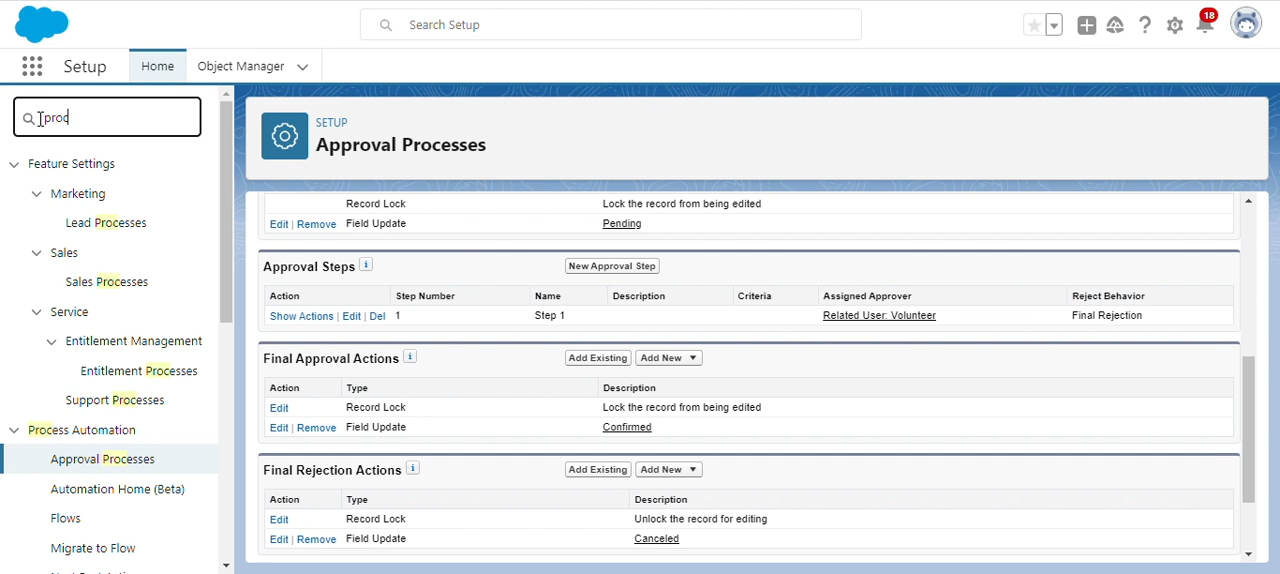 Search Setup
18
Setup
Home
Object Manager
proc
Feature Settings
Marketing
Lead Processes
Sales
Sales Processes
Service
Entitlement Management
Entitlement Processes
Support Processes
Process Automation
Approval Processes
Automation Home (Beta)
Flows
Migrate to Flow
SETUP
Approval Processes
Record Lock Lock the record from being edited
Edit | Remove Field Update Pending
Approval Steps i New Approval Step
Action Step Number Name Description Criteria Assigned Approver Reject Behavior
Show Actions | Edit | Del 1 Step 1 Related User: Volunteer Final Rejection
Final Approval Actions i Add Existing Add New
Action Type Description
Edit Record Lock Lock the record from being edited
Edit | Remove Field Update Confirmed
Final Rejection Actions i Add Existing Add New
Action Type Description
Edit Record Lock Unlock the record for editing
Edit | Remove Field Update Canceled